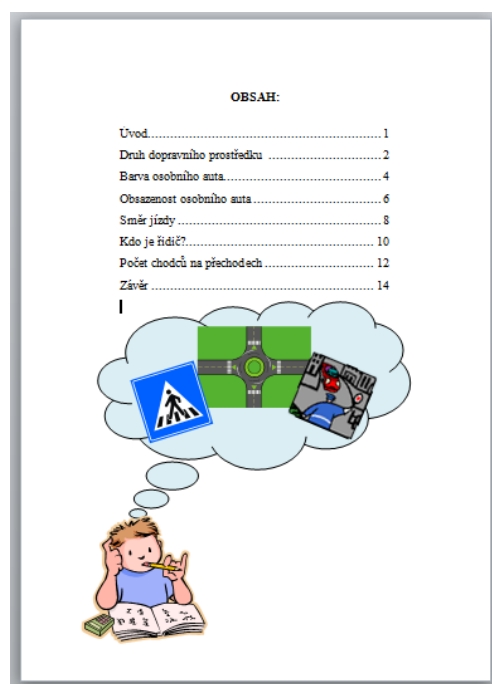 OBSAH:
Úvod.............................................................. 1
Druh dopravního prostředku .............................. 2
Barva osobního auta.......................................... 4
Obsazenost osobního auta................................... 6
Směr jízdy ....................................................... 8
Kdo je řidič?.................................................. 10
Počet chodců na přechodech .............................. 12
Závěr ............................................................ 14